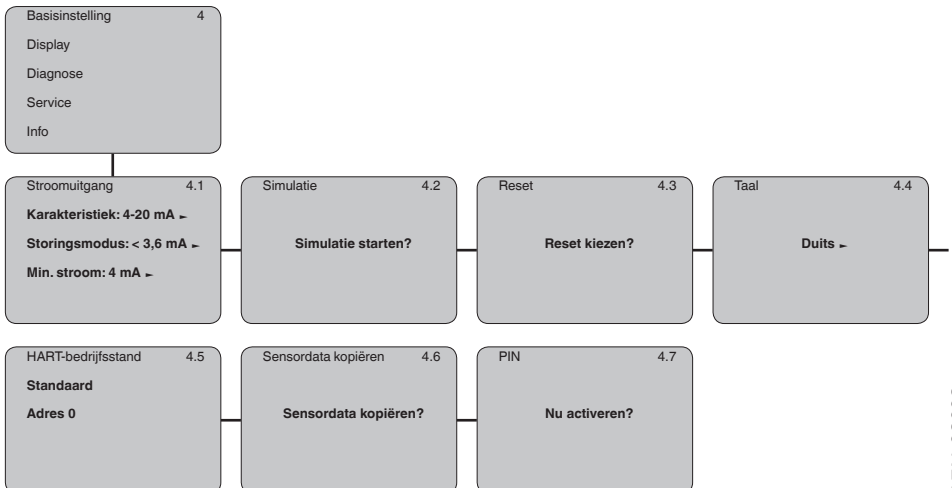 Basisinstelling 4
Display
Diagnose
Service
Info
Stroomuitgang 4.1
Karakteristiek: 4-20 mA ►
Storingsmodus: < 3,6 mA ►
Min. stroom: 4 mA ►
Simulatie 4.2
Simulatie starten?
Reset 4.3
Reset kiezen?
Taal 4.4
Duits ►
HART-bedrijfsstand 4.5
Standaard
Adres 0
Sensordata kopiëren 4.6
Sensordata kopiëren?
PIN 4.7
Nu activeren?